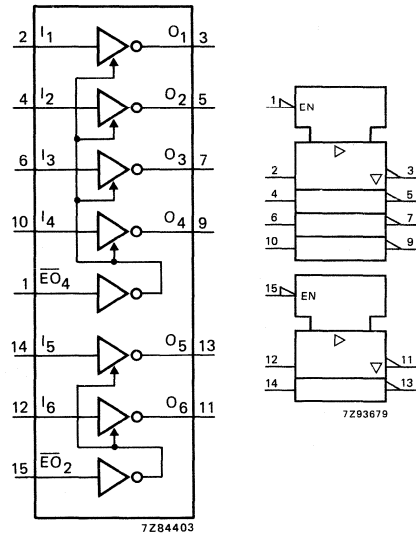 2 I1 O1 3
4 I2 O2 5
6 I3 O3 7
10 I4 O4 9
1 E̅O̅4
14 I5 O5 13
12 I6 O6 11
15 E̅O̅2
7Z84403
1 EN
2 3
4 5
6 7
10 9
15 EN
12 11
14 13
7Z93679